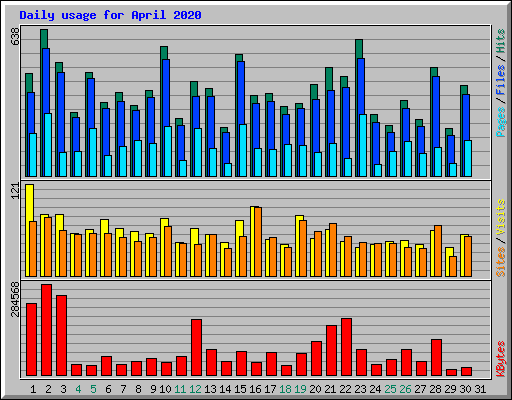 Daily usage for April 2020
638
Pages / Files / Hits
121
Sites / Visits
284568
KBytes
1 2 3 4 5 6 7 8 9 10 11 12 13 14 15 16 17 18 19 20 21 22 23 24 25 26 27 28 29 30 31